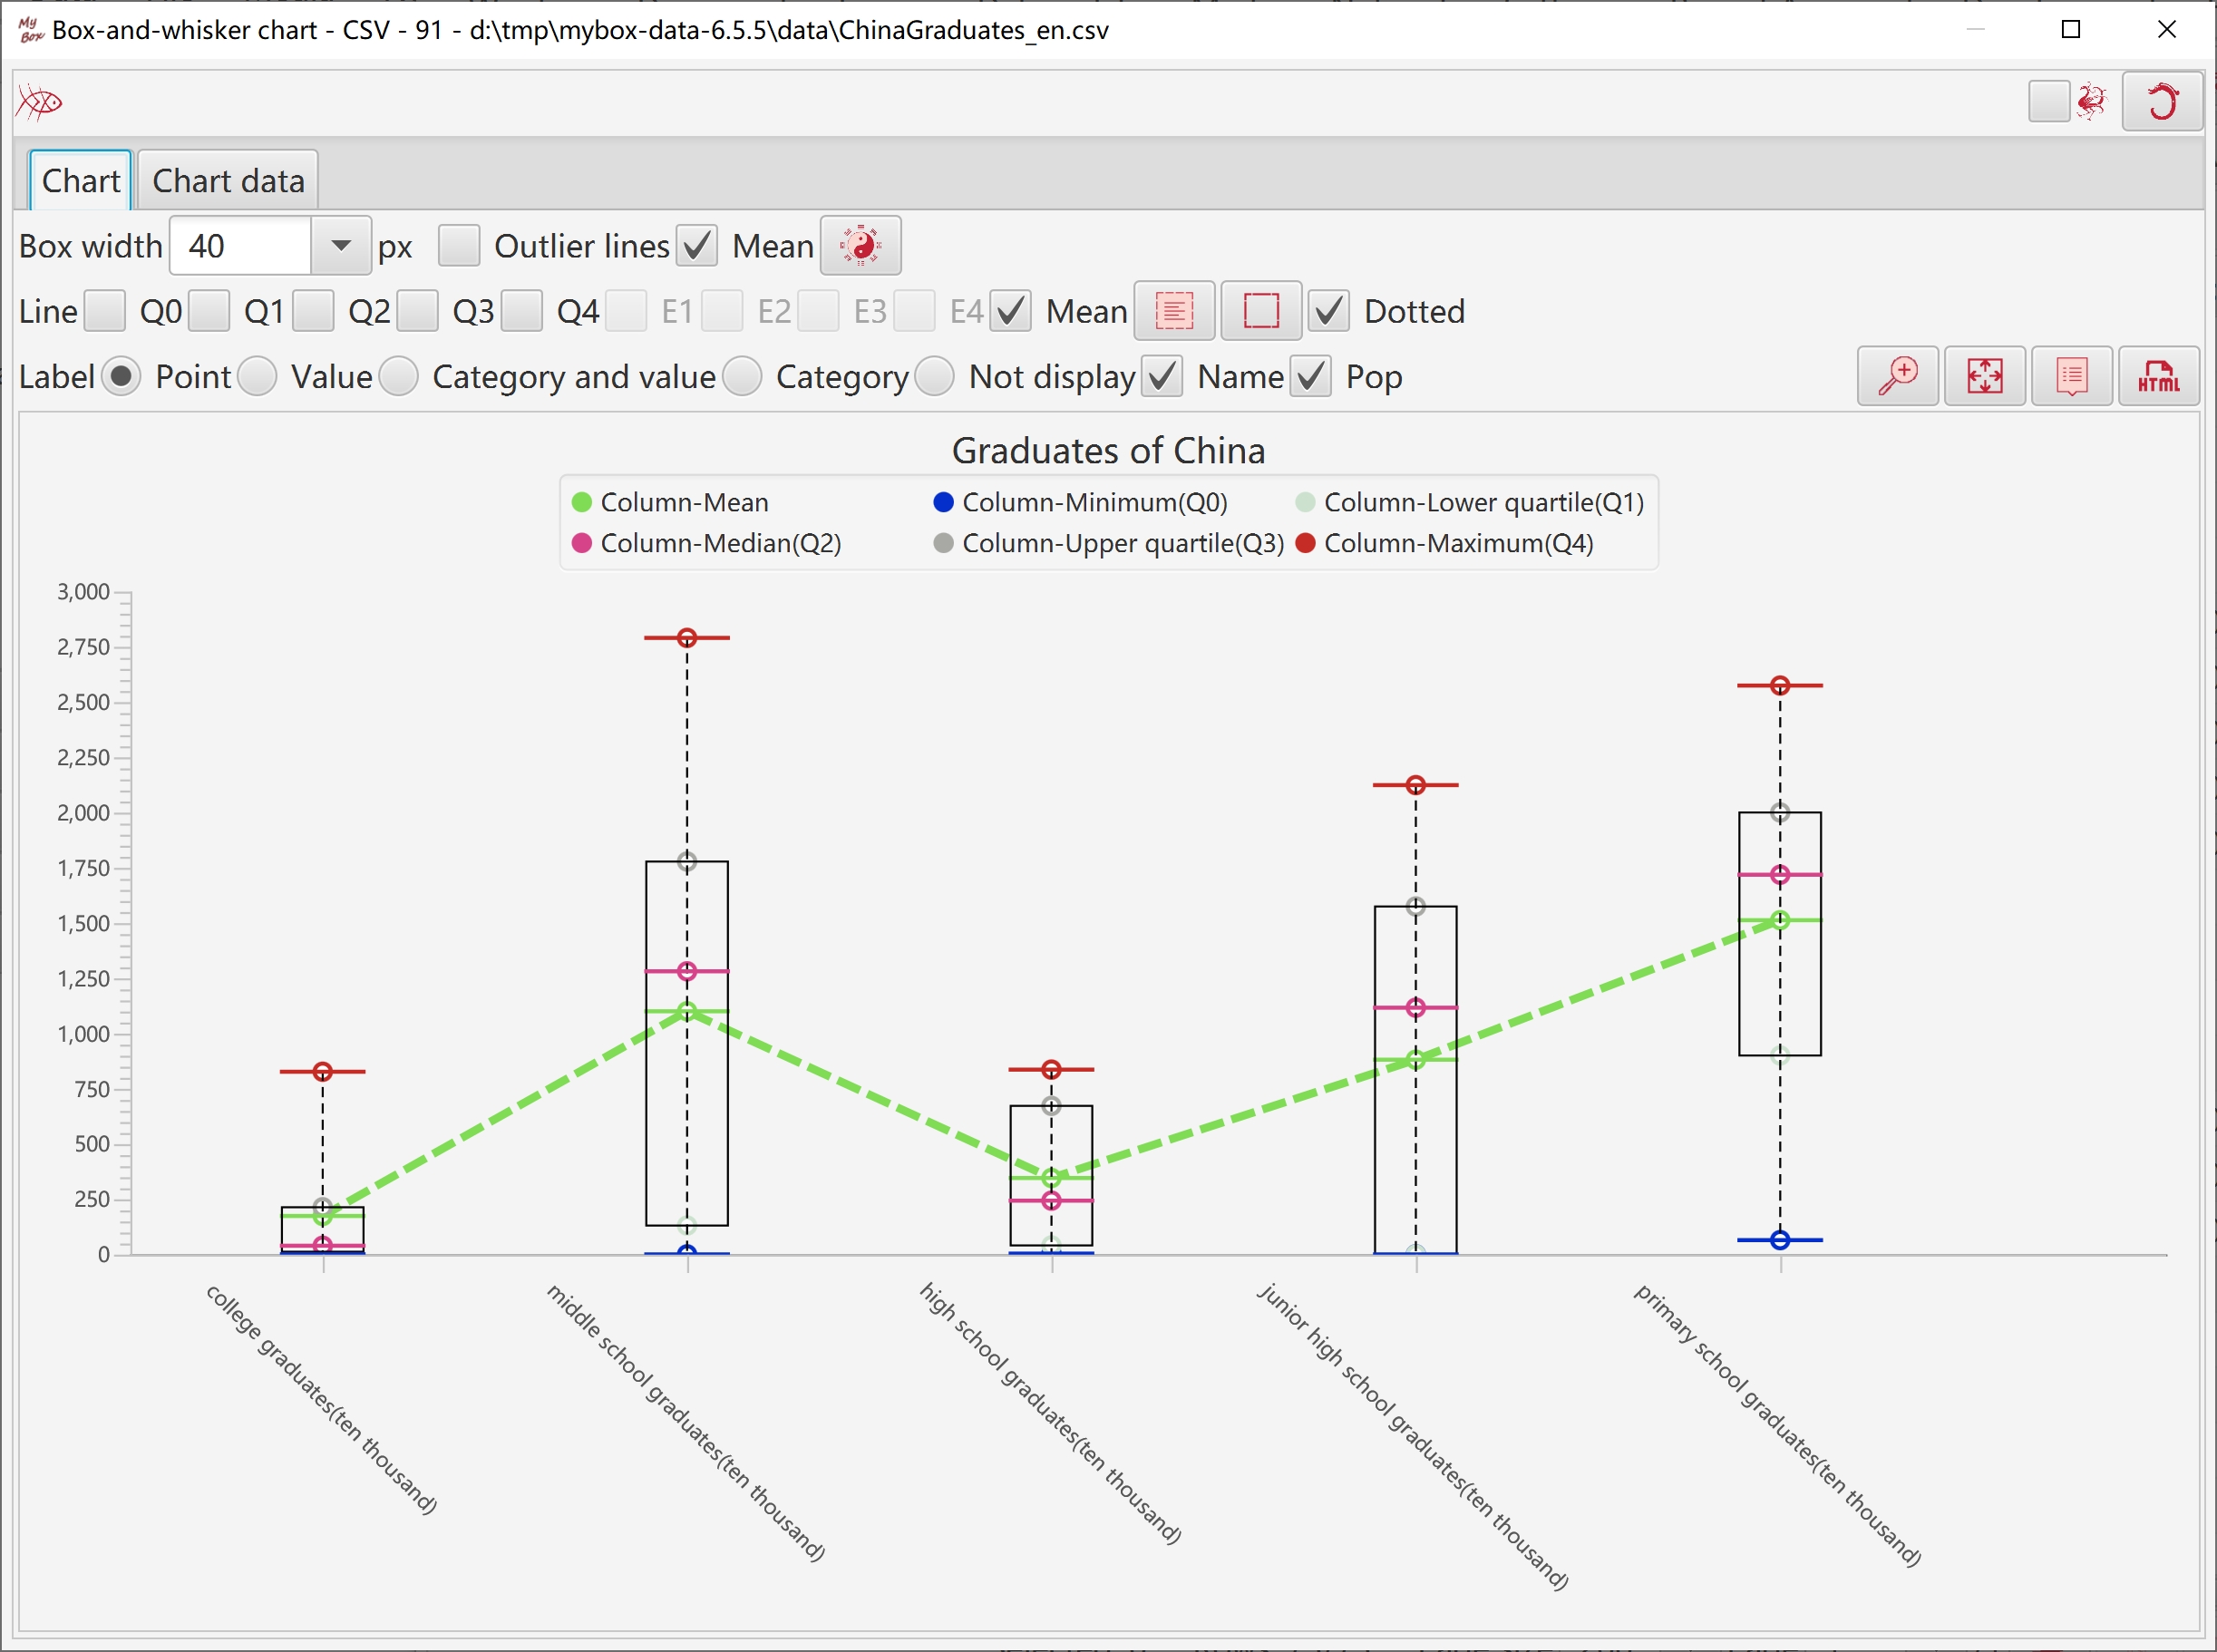 My Box Box-and-whisker chart - CSV - 91 - d:\tmp\mybox-data-6.5.5\data\ChinaGraduates_en.csv
Chart Chart data
Box width 40 px Outlier lines Mean
Line Q0 Q1 Q2 Q3 Q4 E1 E2 E3 E4 Mean Dotted
Label Point Value Category and value Category Not display Name Pop HTML
Graduates of China
Column-Mean Column-Minimum(Q0) Column-Lower quartile(Q1)
Column-Median(Q2) Column-Upper quartile(Q3) Column-Maximum(Q4)
3,000
2,750
2,500
2,250
2,000
1,750
1,500
1,250
1,000
750
500
250
0
college graduates(ten thousand)
middle school graduates(ten thousand)
high school graduates(ten thousand)
junior high school graduates(ten thousand)
primary school graduates(ten thousand)